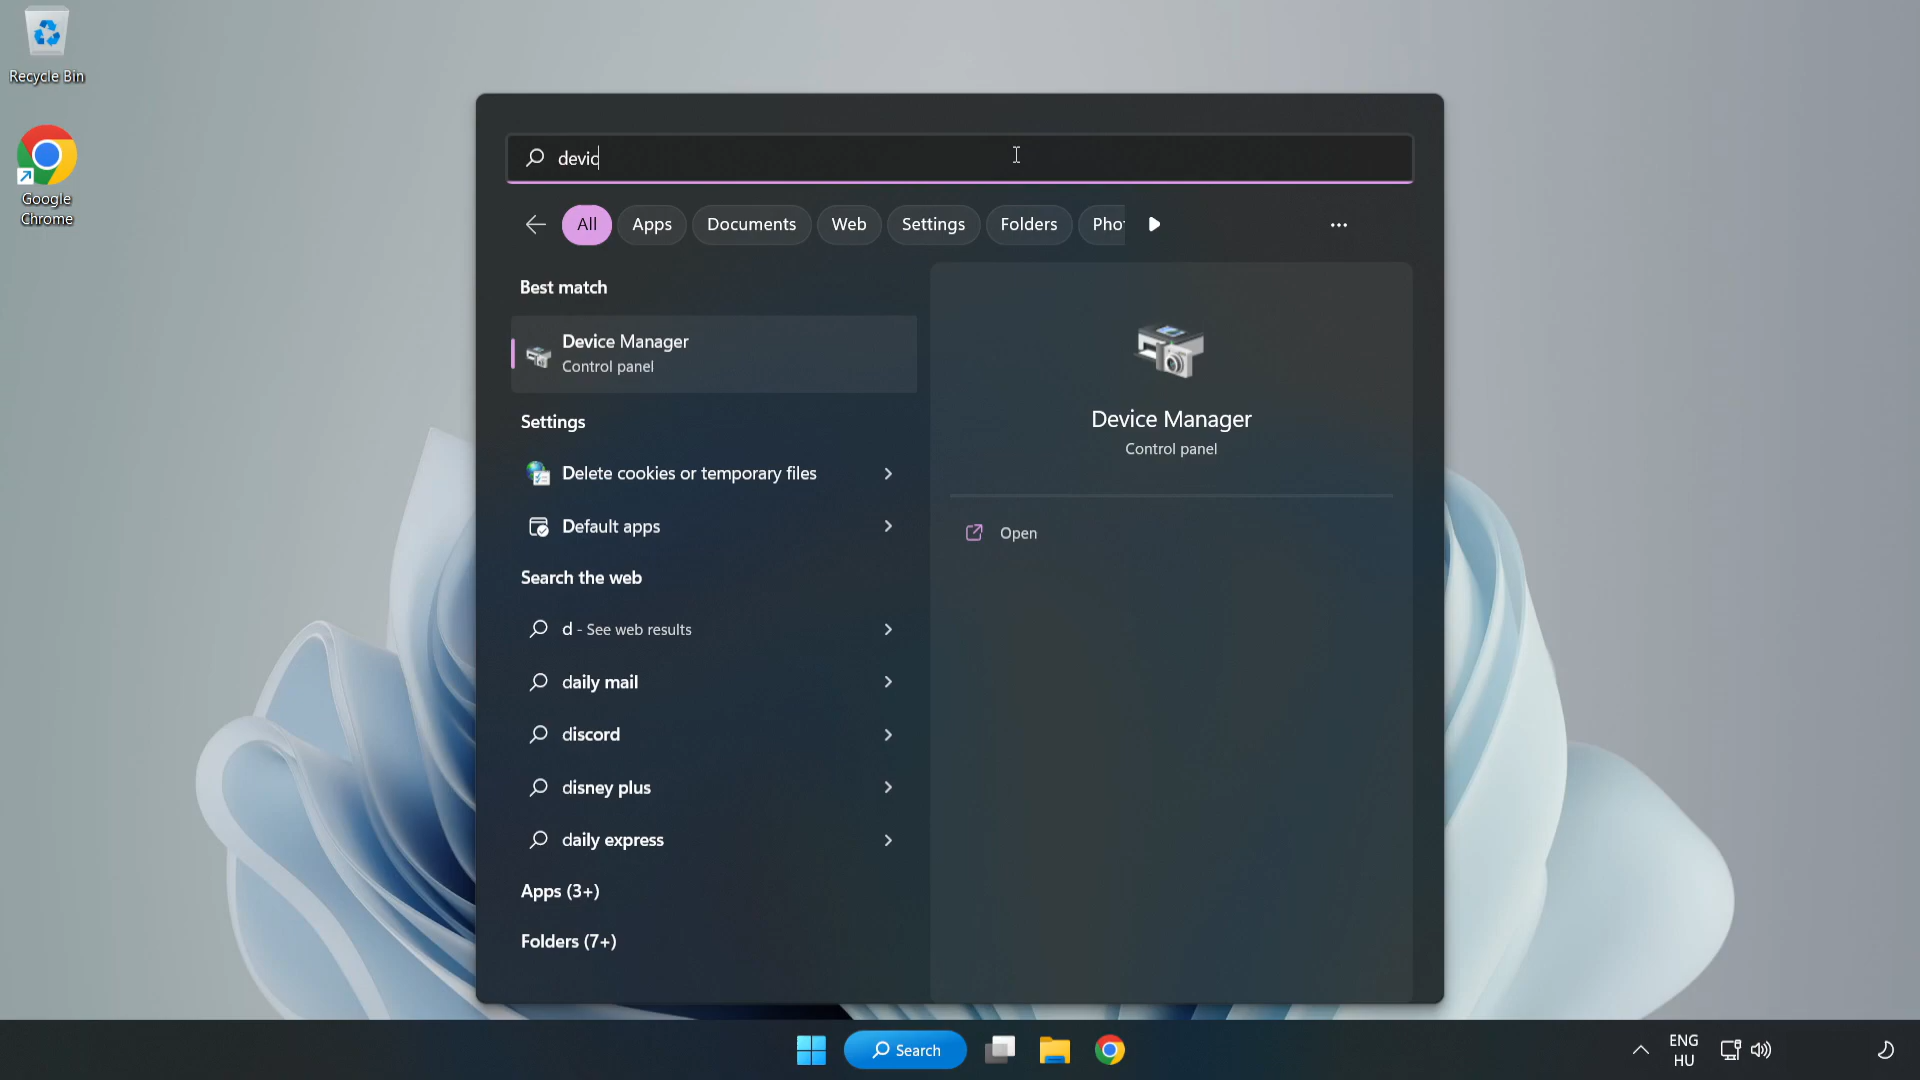 Recycle Bin
Google
Chrome
devic
All
Apps
Documents
Web
Settings
Folders
Pho
Best match
Device Manager
Control panel
Settings
Delete cookies or temporary files
Default apps
Search the web
d - See web results
daily mail
discord
disney plus
daily express
Apps (3+)
Folders (7+)
Device Manager
Control panel
Open
Search
ENG
HU